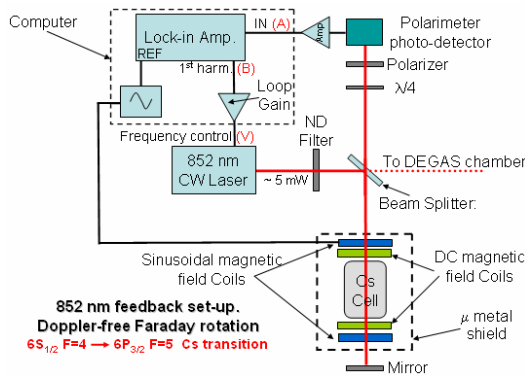 Computer
IN (A)
Lock-in Amp.
REF
1st harm. (B)
Amp
Polarimeter
photo-detector
Polarizer
λ/4
Loop
Gain
Frequency control (V)
ND
Filter
852 nm
CW Laser
~ 5 mW
To DEGAS chamber
Beam Splitter.
Sinusoidal magnetic
field Coils
DC magnetic
field Coils
Cs
Cell
852 nm feedback set-up.
Doppler-free Faraday rotation
6S1/2 F=4 → 6P3/2 F=5 Cs transition
μ metal
shield
Mirror